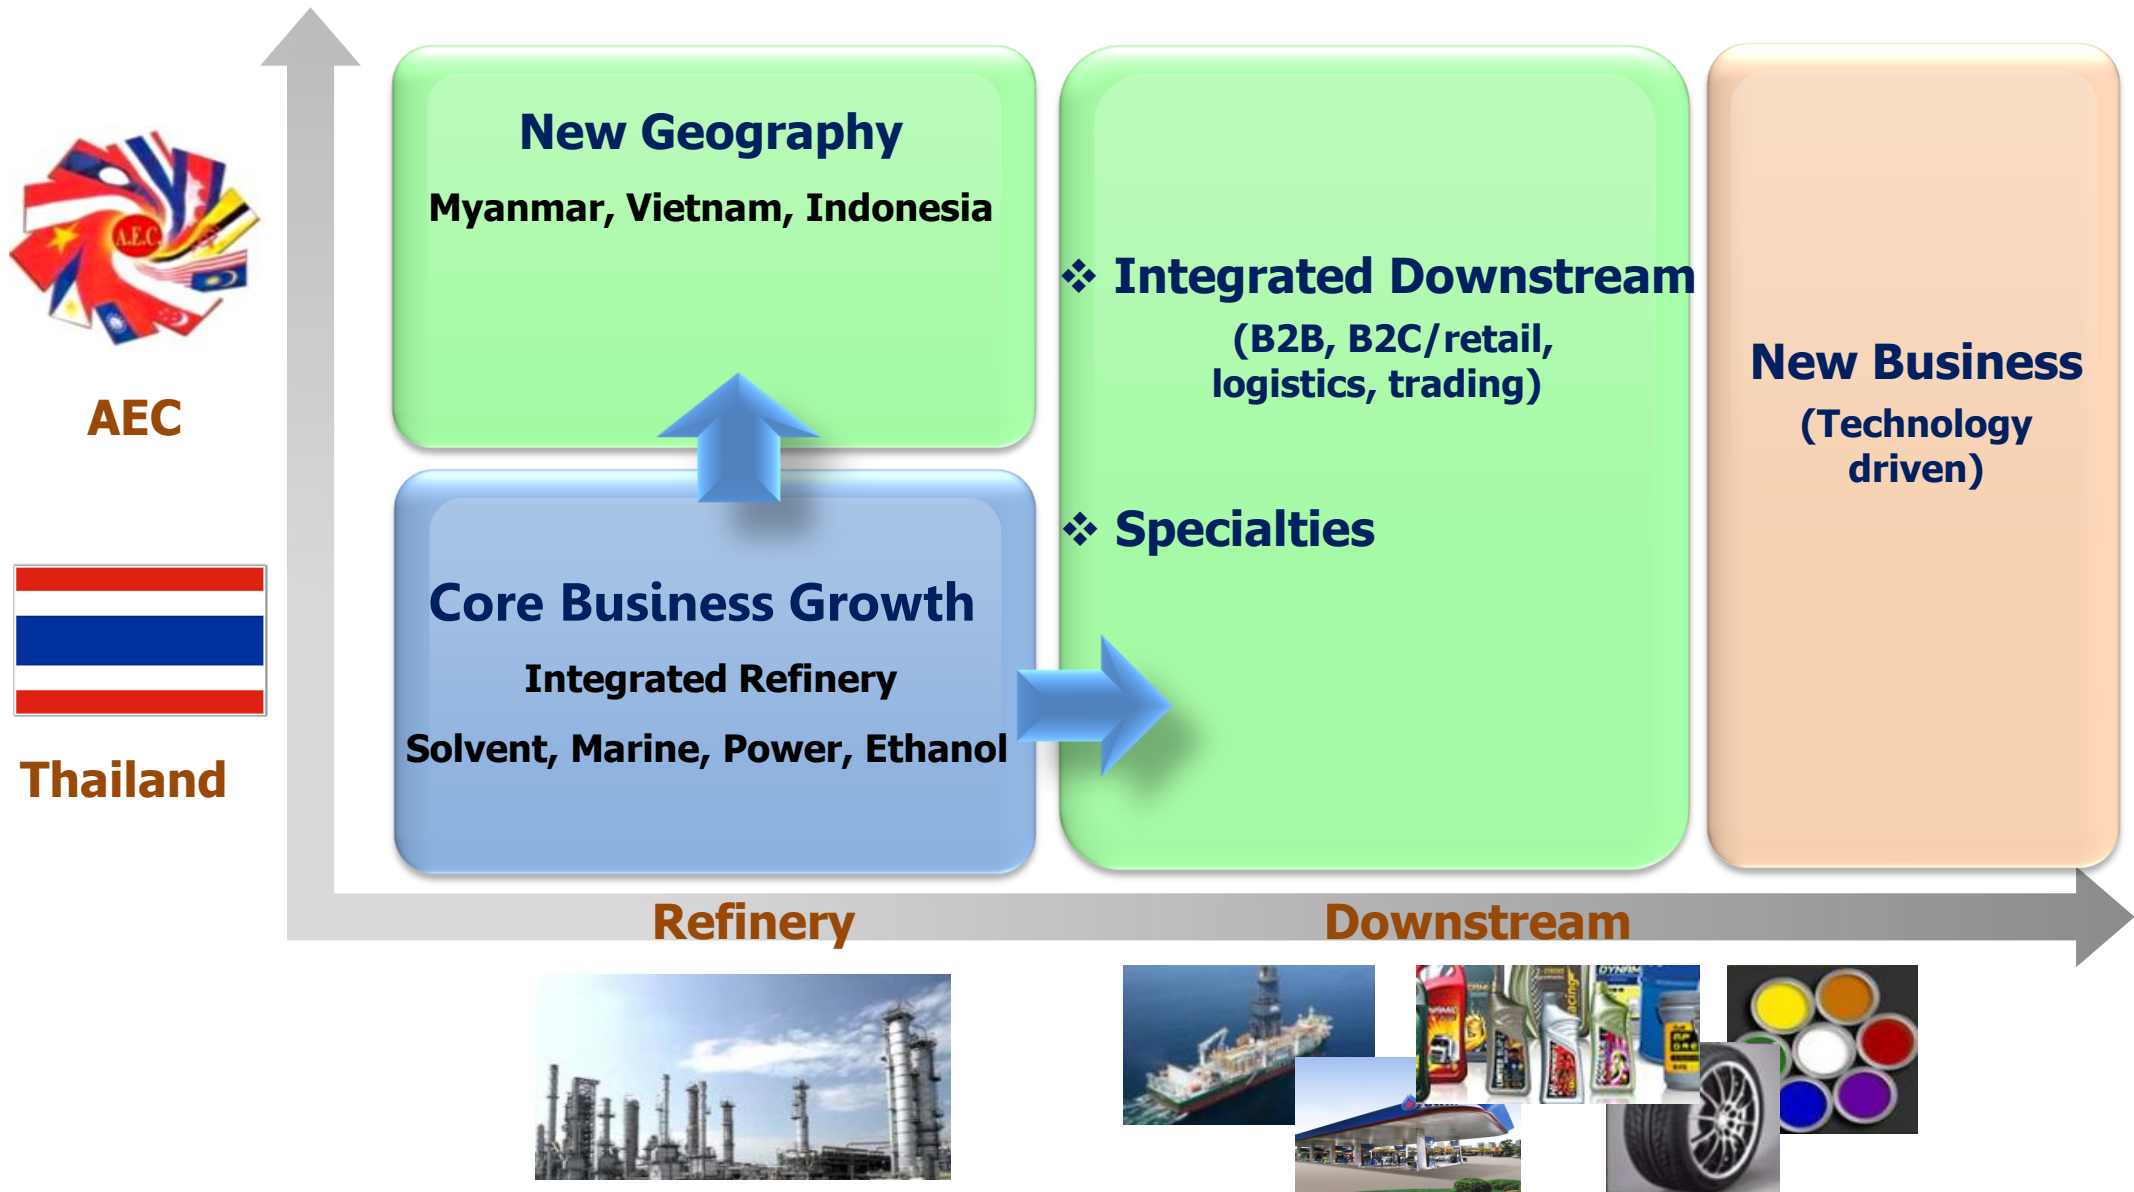 New Geography
Myanmar, Vietnam, Indonesia
A.E.C.
AEC
Core Business Growth
Integrated Refinery
Solvent, Marine, Power, Ethanol
Thailand
❖ Integrated Downstream
(B2B, B2C/retail,
logistics, trading)
❖ Specialties
New Business
(Technology
driven)
Refinery
Downstream